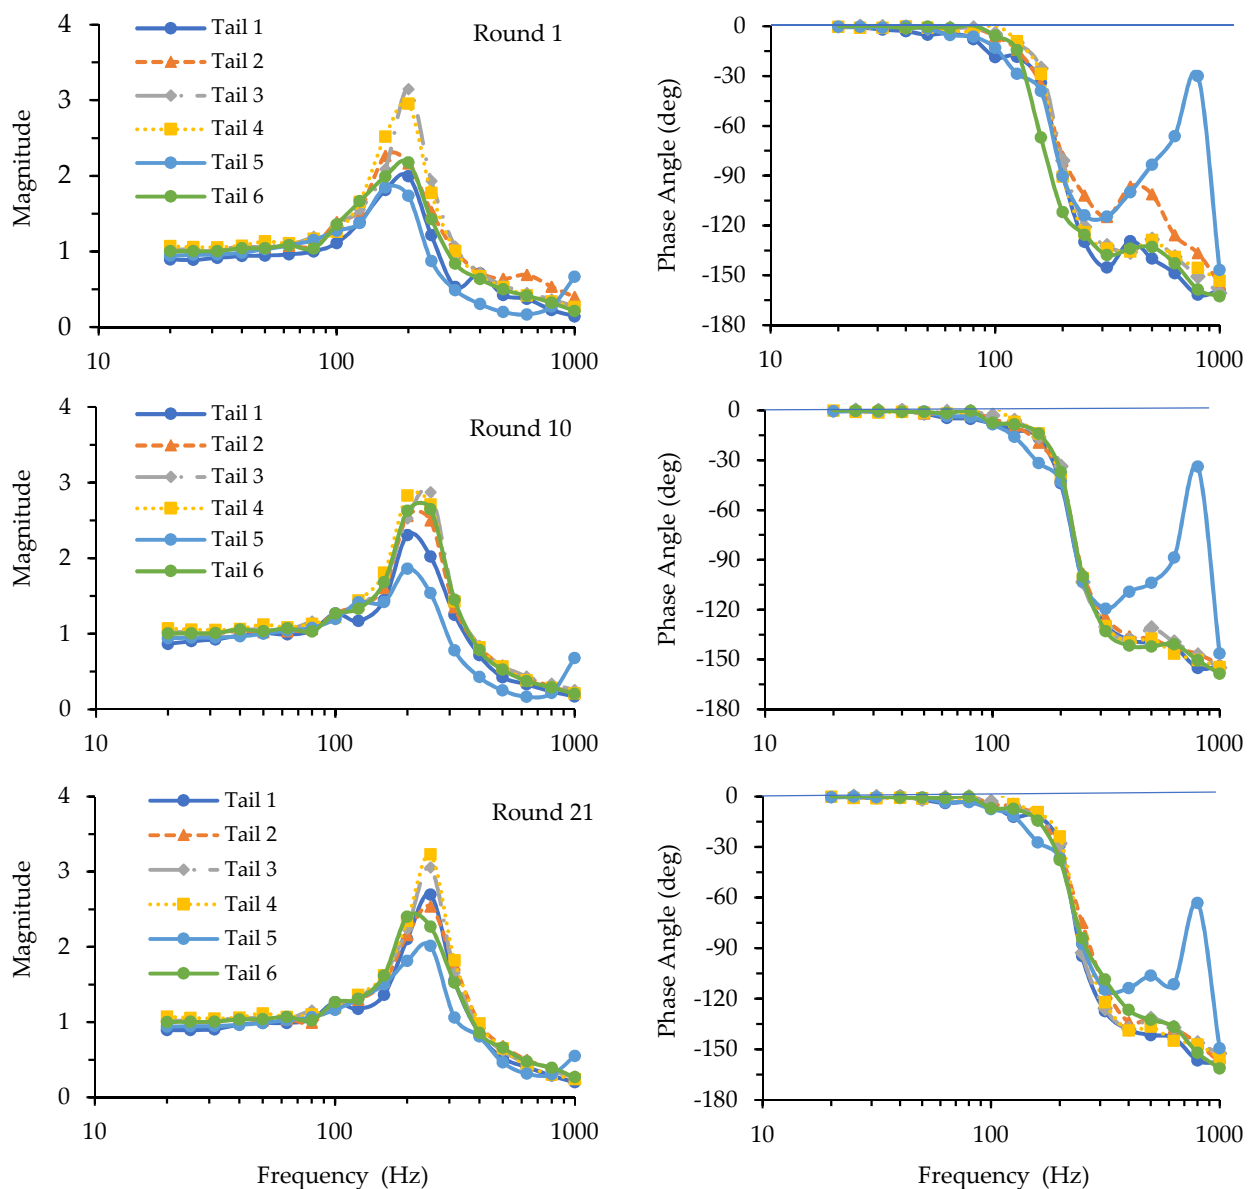 4
3
2
1
0
10
100
1000
Magnitude
Tail 1
Tail 2
Tail 3
Tail 4
Tail 5
Tail 6
Round 1
0
-30
-60
-90
-120
-150
-180
10
100
1000
Phase Angle (deg)
4
3
2
1
0
10
100
1000
Magnitude
Tail 1
Tail 2
Tail 3
Tail 4
Tail 5
Tail 6
Round 10
0
-30
-60
-90
-120
-150
-180
10
100
1000
Phase Angle (deg)
4
3
2
1
0
10
100
1000
Magnitude
Tail 1
Tail 2
Tail 3
Tail 4
Tail 5
Tail 6
Round 21
Frequency (Hz)
0
-30
-60
-90
-120
-150
-180
10
100
1000
Phase Angle (deg)
Frequency (Hz)